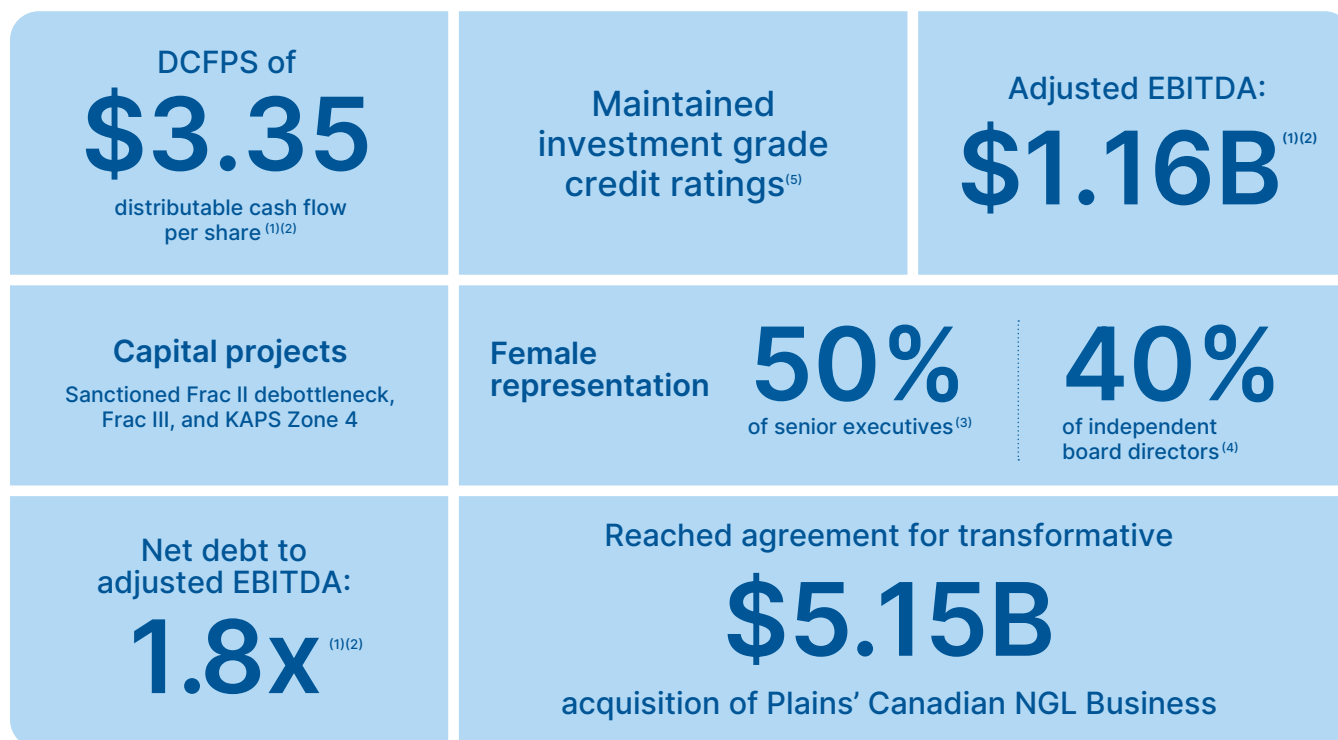 DCFPS of
$3.35
distributable cash flow
per share (1)(2)
Maintained
investment grade
credit ratings(5)
Adjusted EBITDA:
$1.16B(1)(2)
Capital projects
Sanctioned Frac II debottleneck,
Frac III, and KAPS Zone 4
Female
representation
50%
of senior executives(3)
40%
of independent
board directors(4)
Net debt to
adjusted EBITDA:
1.8x (1)(2)
Reached agreement for transformative
$5.15B
acquisition of Plains’ Canadian NGL Business